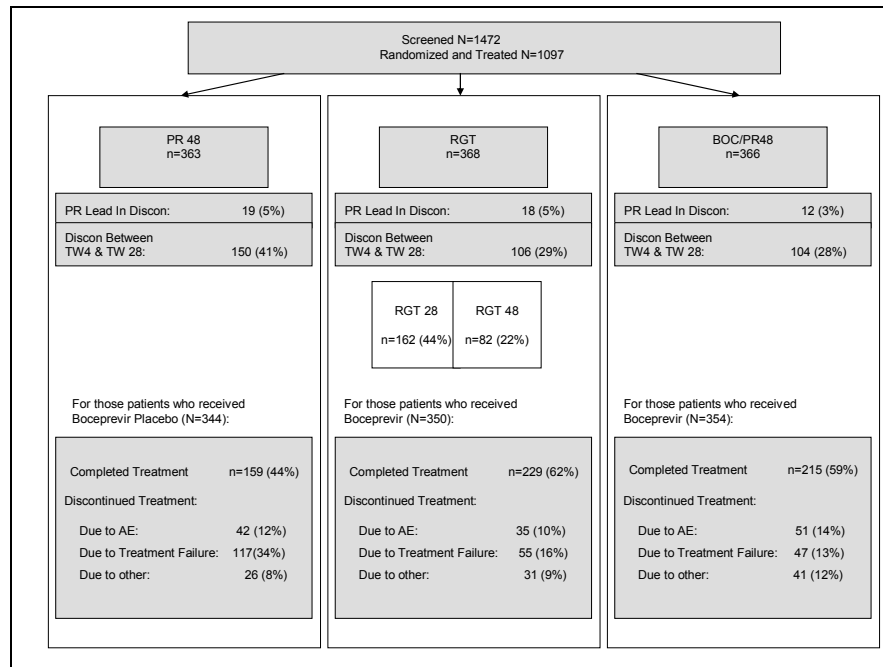 Screened N=1472
Randomized and Treated N=1097
PR 48
n=363
PR Lead In Discon: 19 (5%)
Discon Between
TW4 & TW 28: 150 (41%)
For those patients who received
Boceprevir Placebo (N=344):
Completed Treatment n=159 (44%)
Discontinued Treatment:
Due to AE: 42 (12%)
Due to Treatment Failure: 117(34%)
Due to other: 26 (8%)
RGT
n=368
PR Lead In Discon: 18 (5%)
Discon Between
TW4 & TW 28: 106 (29%)
RGT 28 RGT 48
n=162 (44%) n=82 (22%)
For those patients who received
Boceprevir (N=350):
Completed Treatment n=229 (62%)
Discontinued Treatment:
Due to AE: 35 (10%)
Due to Treatment Failure: 55 (16%)
Due to other: 31 (9%)
BOC/PR48
n=366
PR Lead In Discon: 12 (3%)
Discon Between
TW4 & TW 28: 104 (28%)
For those patients who received
Boceprevir (N=354):
Completed Treatment n=215 (59%)
Discontinued Treatment:
Due to AE: 51 (14%)
Due to Treatment Failure: 47 (13%)
Due to other: 41 (12%)